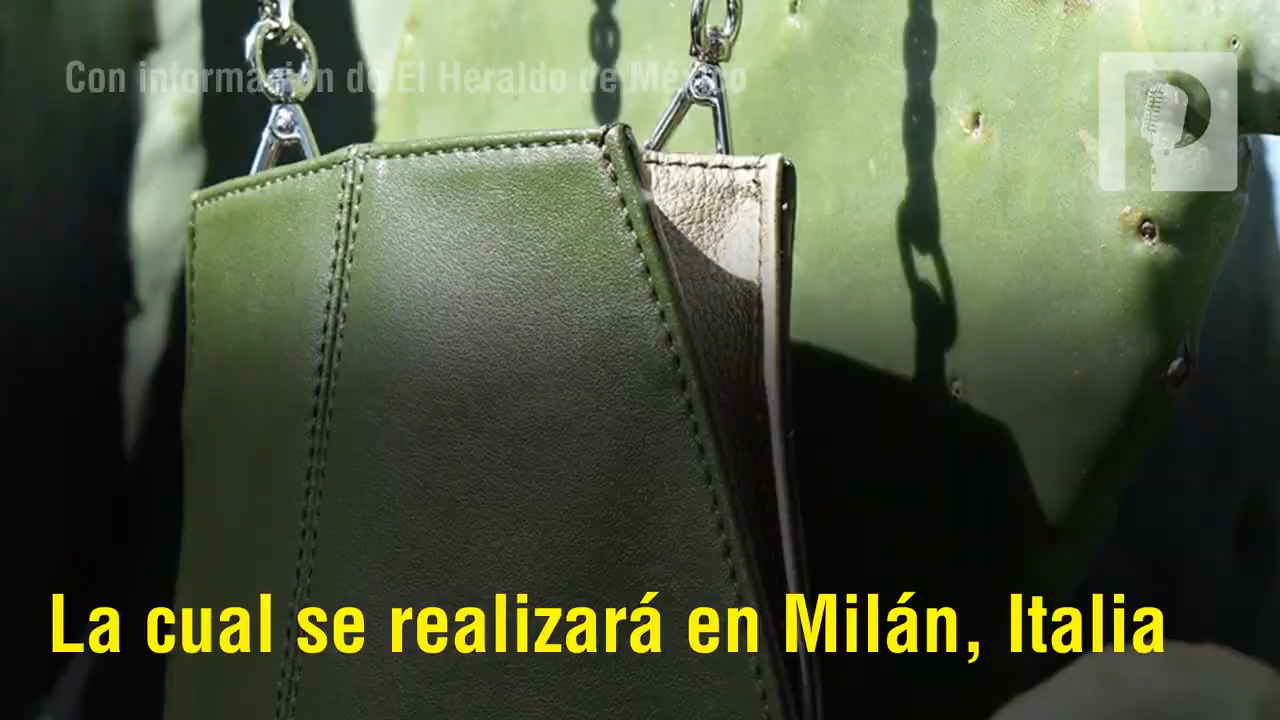 Con información de El Heraldo de México
La cual se realizará en Milán, Italia